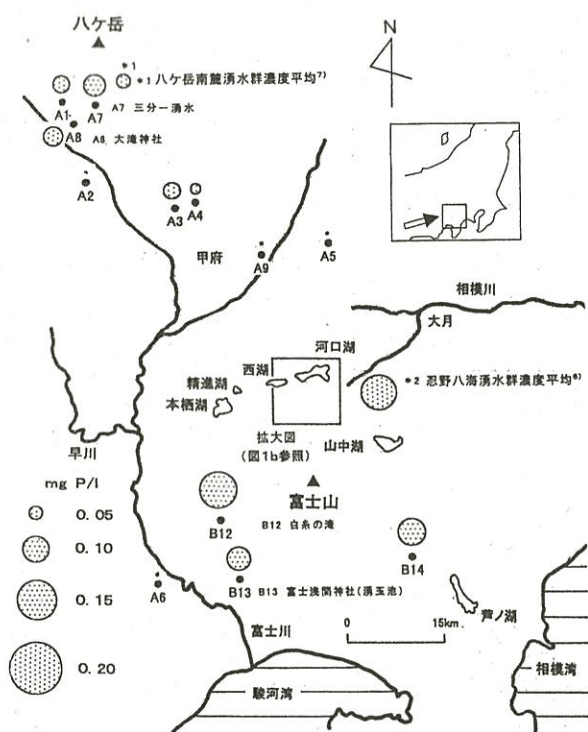 八ケ岳
N
*1
*1 八ケ岳南麓湧水群濃度平均7)
A1
A7
A7 三分一湧水
A8
A8 大滝神社
A2
A3
A4
甲府
A9
A5
相模川
大月
河口湖
西湖
精進湖
本栖湖
*2 忍野八海湧水群濃度平均6)
拡大図
(図1b参照)
山中湖
早川
富士山
mg P/l
0.05
0.10
0.15
0.20
B12
B12 白糸の滝
B13
B13 富士浅間神社(湧玉池)
B14
A6
芦ノ湖
0
15km
富士川
駿河湾
相模湾